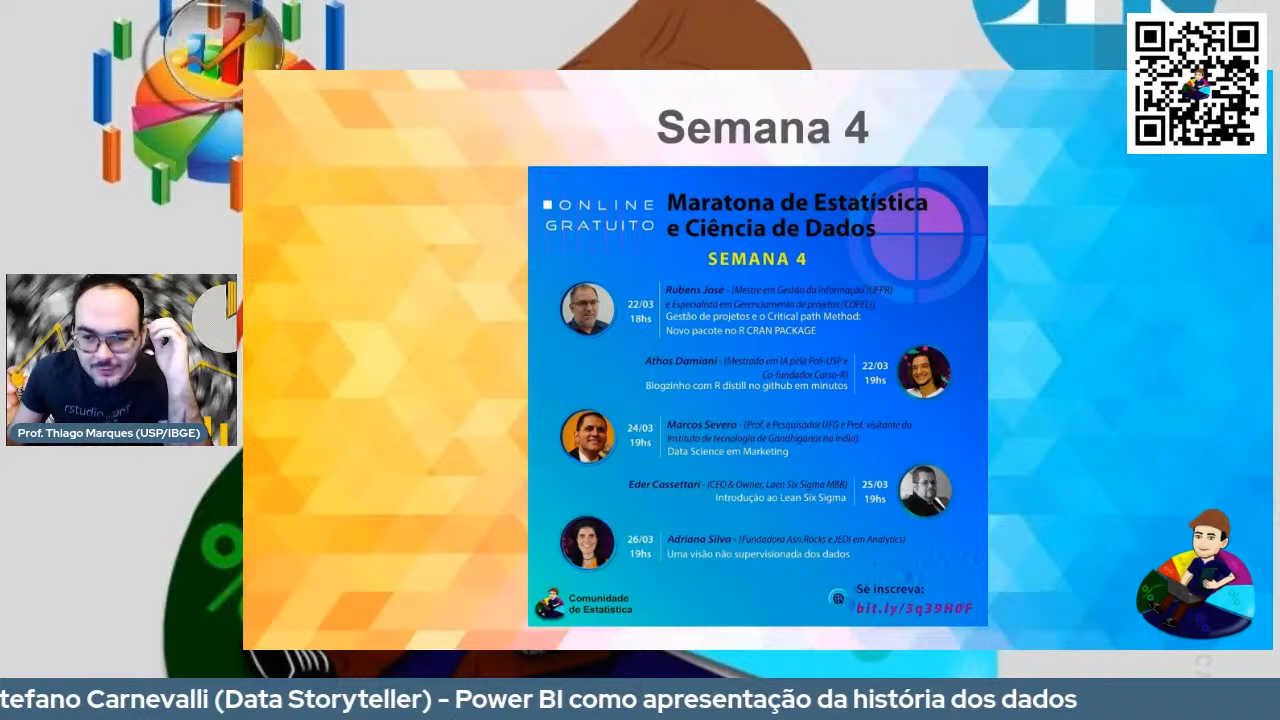 Semana 4
ONLINE
GRATUITO
Maratona de Estatística
e Ciência de Dados
SEMANA 4
22/03
18hs
Rubens José - (Mestre em Gestão da Informação (UFPR)
e Especialista em Gerenciamento de projetos (COPEL))
Gestão de projetos e o Critical path Method:
Novo pacote no R CRAN PACKAGE
Athos Damiani - (Mestrado em IA pela Poli-USP e
Co-fundador Curso-R)
Blogzinho com R distill no github em minutos
22/03
19hs
24/03
19hs
Marcos Severo - (Prof. e Pesquisador UFG e Prof. visitante do
Instituto de tecnologia de Gandhiganar na Índia)
Data Science em Marketing
Eder Cassettari - (CEO & Owner, Laen Six Sigma MBB)
Introdução ao Lean Six Sigma
25/03
19hs
26/03
19hs
Adriana Silva - (Fundadora Asn.Rocks e JEDI em Analytics)
Uma visão não supervisionada dos dados
Comunidade
de Estatística
Se inscreva:
bit.ly/3q39H0F
rstudio::conf
Prof. Thiago Marques (USP/IBGE)
tefano Carnevalli (Data Storyteller) - Power BI como apresentação da história dos dados